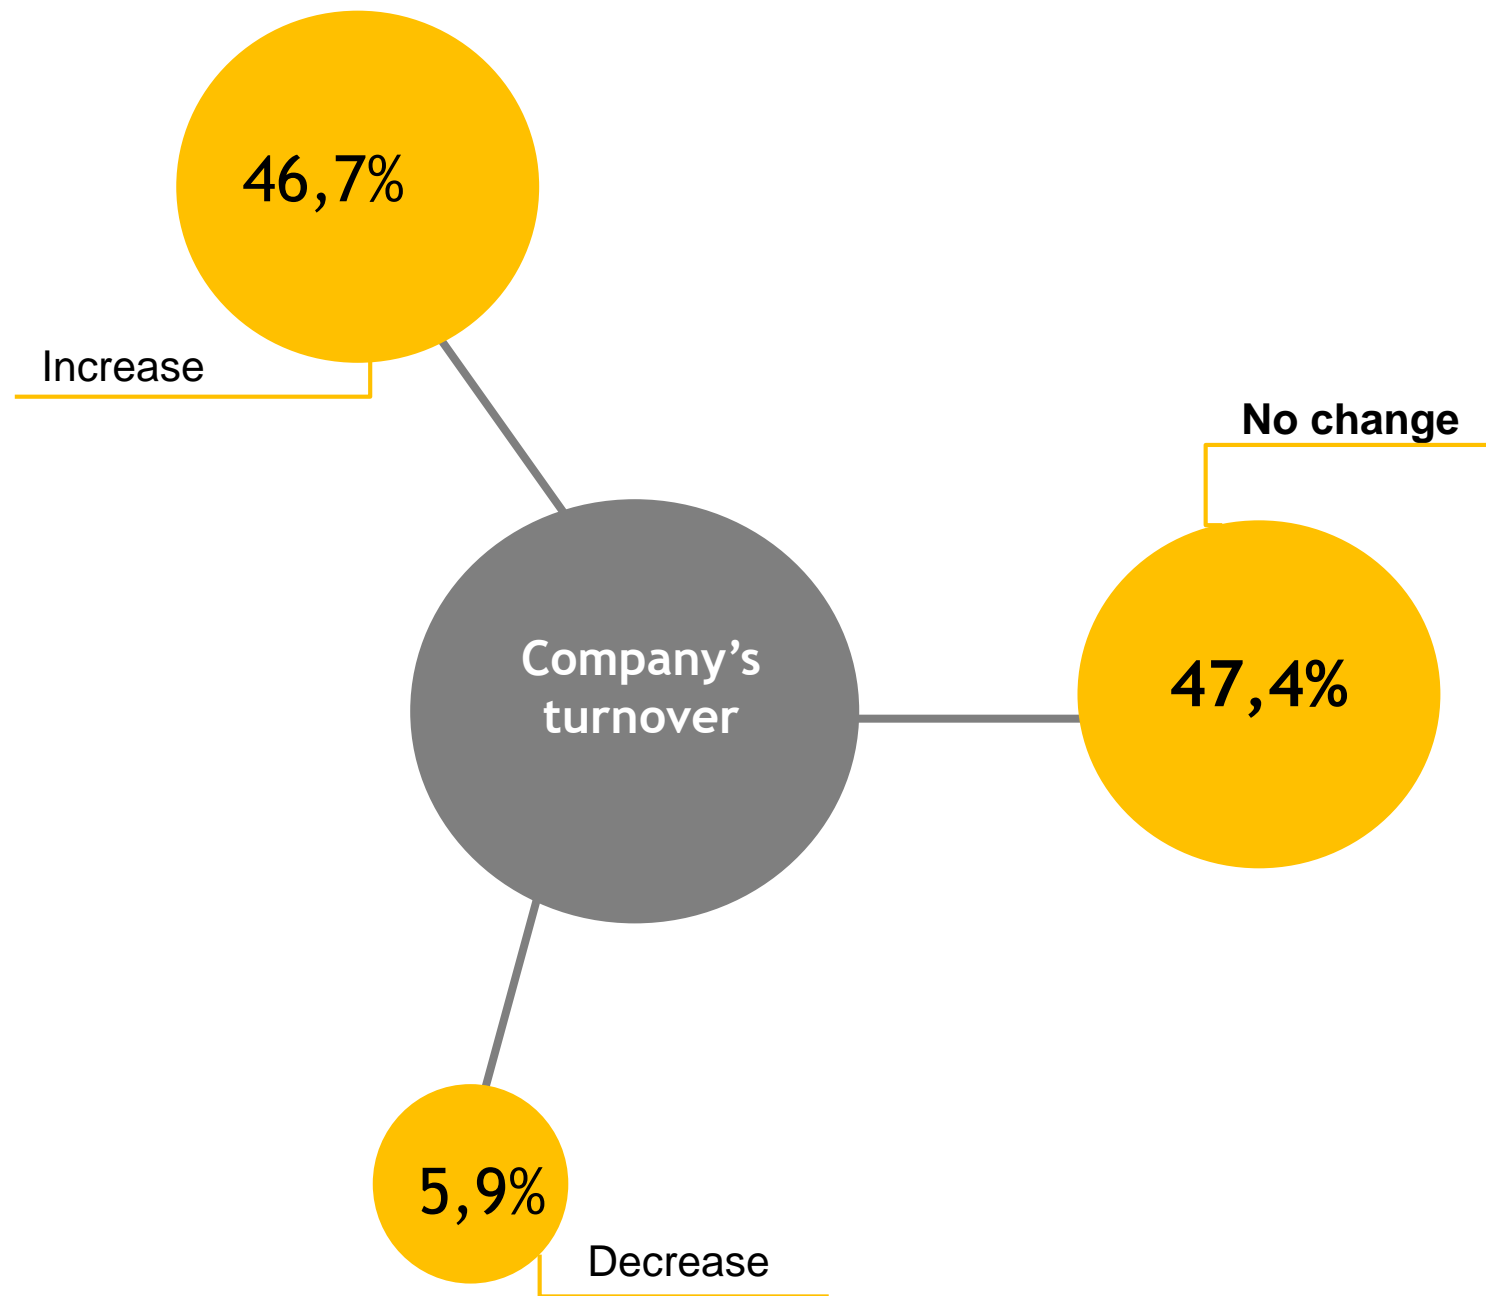 46,7%
Increase
No change
Company’s
turnover
47,4%
5,9%
Decrease